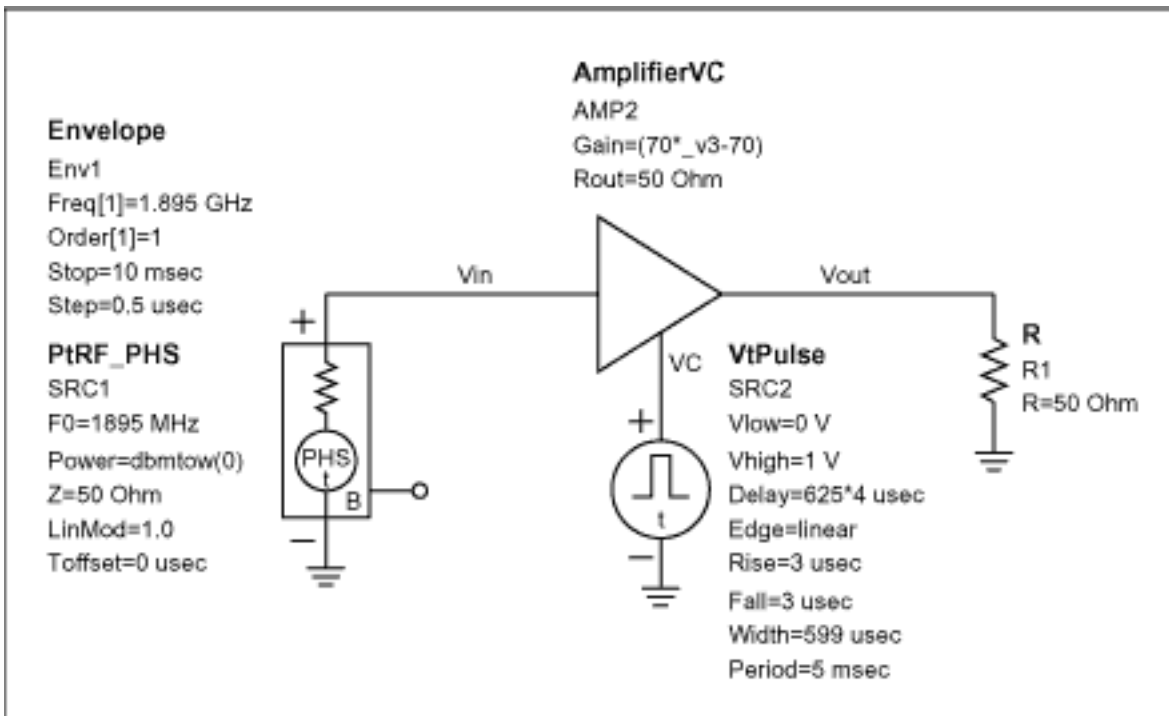 AmplifierVC
AMP2
Gain=(70*_v3-70)
Rout=50 Ohm
Envelope
Env1
Freq[1]=1.895 GHz
Order[1]=1
Stop=10 msec
Step=0.5 usec
Vin
Vout
+
PtRF_PHS
SRC1
F0=1895 MHz
Power=dbmtow(0)
Z=50 Ohm
LinMod=1.0
Toffset=0 usec
PHS
t
B
−
VC
+
t
−
VtPulse
SRC2
Vlow=0 V
Vhigh=1 V
Delay=625*4 usec
Edge=linear
Rise=3 usec
Fall=3 usec
Width=599 usec
Period=5 msec
R
R1
R=50 Ohm